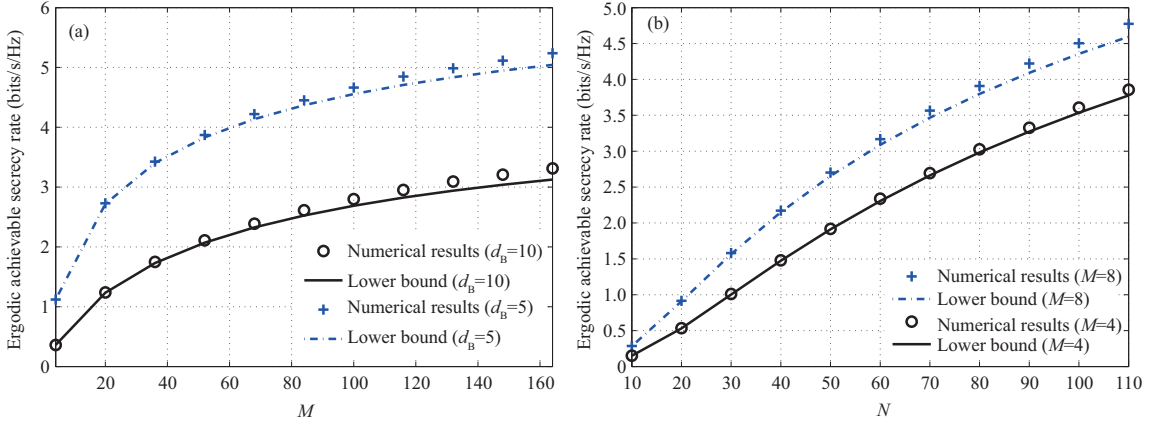 (a)
Ergodic achievable secrecy rate (bits/s/Hz)
6
5
4
3
2
1
0
20 40 60 80 100 120 140 160
M
Numerical results (d_B=10)
Lower bound (d_B=10)
Numerical results (d_B=5)
Lower bound (d_B=5)
(b)
Ergodic achievable secrecy rate (bits/s/Hz)
5.0
4.5
4.0
3.5
3.0
2.5
2.0
1.5
1.0
0.5
0
10 20 30 40 50 60 70 80 90 100 110
N
Numerical results (M=8)
Lower bound (M=8)
Numerical results (M=4)
Lower bound (M=4)